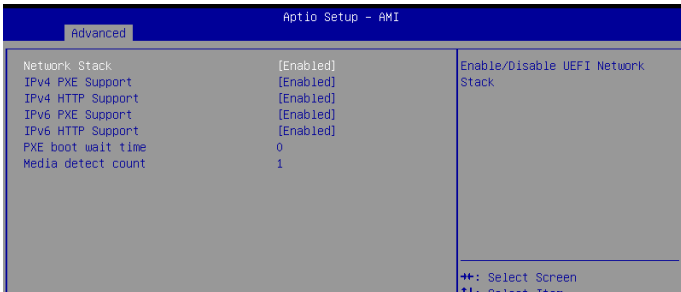 Aptio Setup – AMI
Advanced
Network Stack [Enabled]
IPv4 PXE Support [Enabled]
IPv4 HTTP Support [Enabled]
IPv6 PXE Support [Enabled]
IPv6 HTTP Support [Enabled]
PXE boot wait time 0
Media detect count 1
Enable/Disable UEFI Network
Stack
→←: Select Screen
↑↓: Select Item